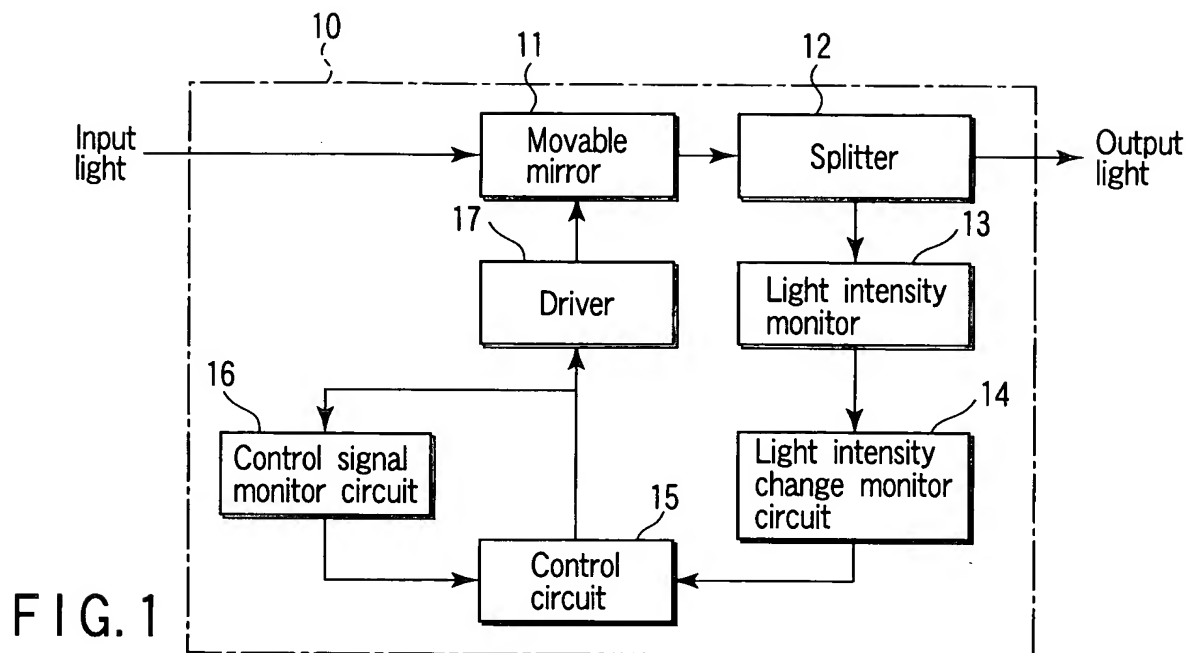 10
11
12
Input
light
Movable
mirror
Splitter
Output
light
17
13
Driver
Light intensity
monitor
16
14
Control signal
monitor circuit
Light intensity
change monitor
circuit
15
Control
circuit
FIG. 1